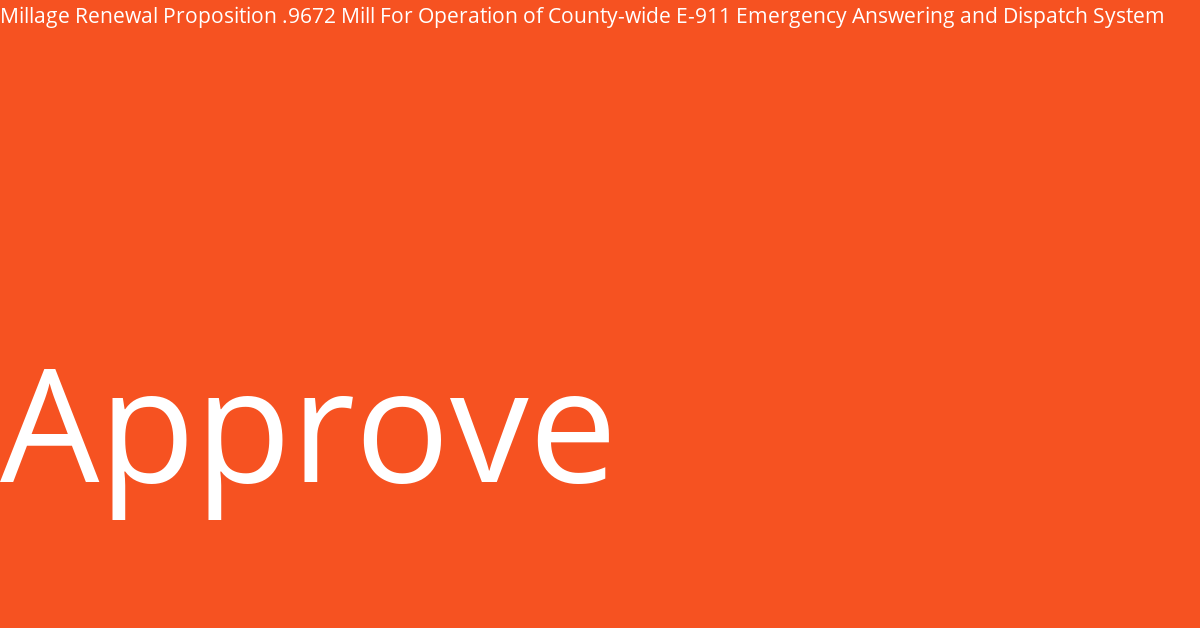 Millage Renewal Proposition .9672 Mill For Operation of County-wide E-911 Emergency Answering and Dispatch System
Approve